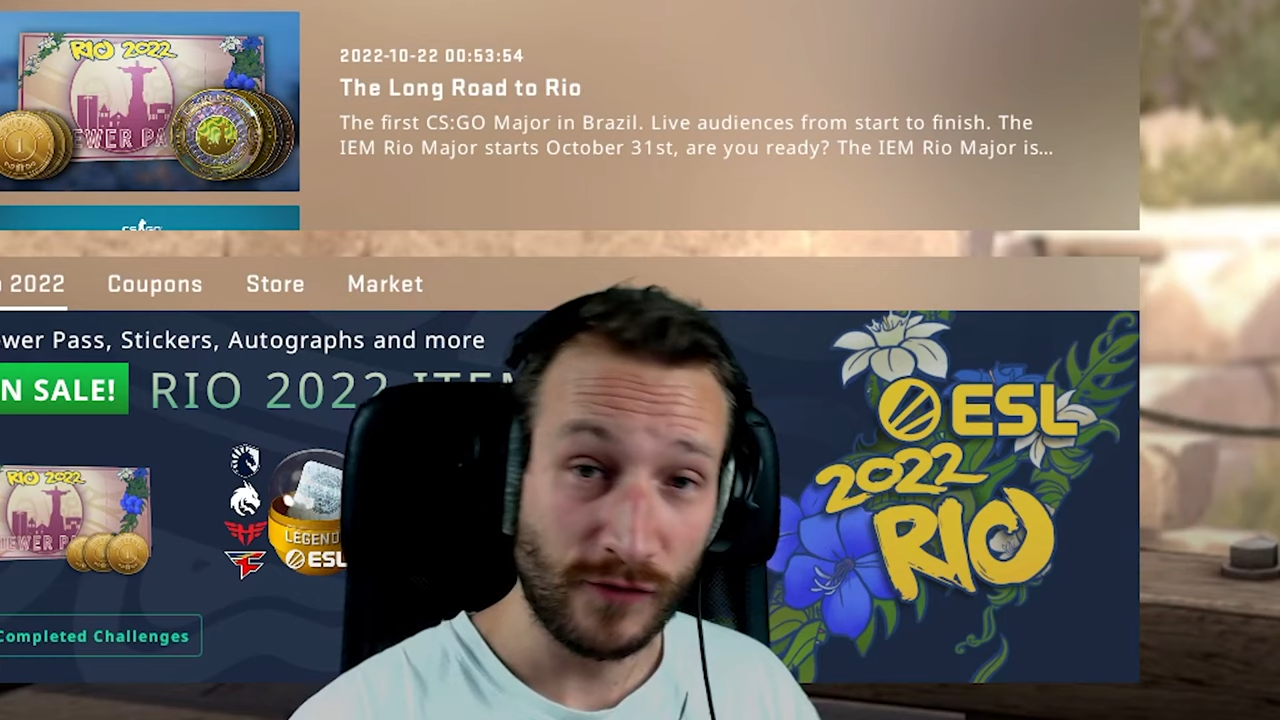 RIO 2022
2022-10-22 00:53:54
The Long Road to Rio
The first CS:GO Major in Brazil. Live audiences from start to finish. The
IEM Rio Major starts October 31st, are you ready? The IEM Rio Major is...
CS:GO
2022
Coupons
Store
Market
Stickers, Autographs and more
SALE!
RIO 2022
RIO 2022
LEGEND
ESL
ESL
2022
RIO
Completed Challenges